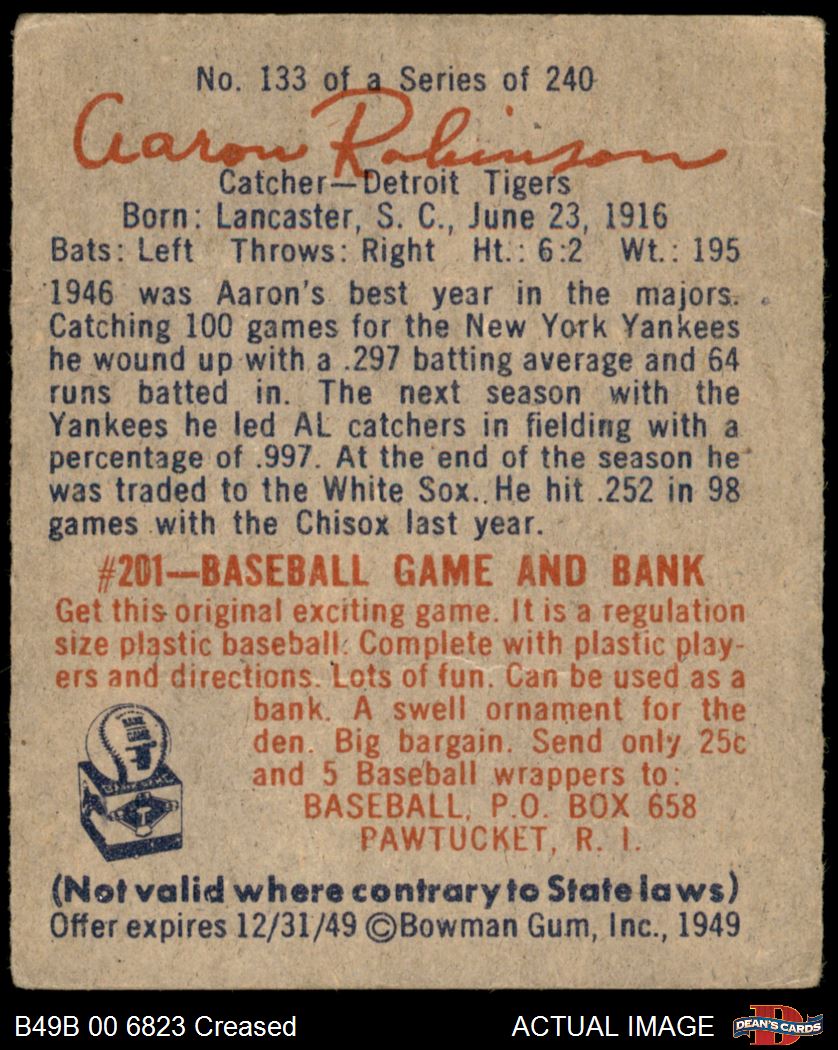 No. 133 of a Series of 240
Aaron Robinson
Catcher—Detroit Tigers
Born: Lancaster, S. C., June 23, 1916
Bats: Left Throws: Right Ht.: 6:2 Wt.: 195
1946 was Aaron's best year in the majors.
Catching 100 games for the New York Yankees
he wound up with a .297 batting average and 64
runs batted in. The next season with the
Yankees he led AL catchers in fielding with a
percentage of .997. At the end of the season he
was traded to the White Sox. He hit .252 in 98
games with the Chisox last year.
#201—BASEBALL GAME AND BANK
Get this original exciting game. It is a regulation
size plastic baseball. Complete with plastic play-
ers and directions. Lots of fun. Can be used as a
bank. A swell ornament for the
den. Big bargain. Send only 25c
and 5 Baseball wrappers to:
BASEBALL, P.O. BOX 658
PAWTUCKET, R. I.
(Not valid where contrary to State laws)
Offer expires 12/31/49 ©Bowman Gum, Inc., 1949
B49B 00 6823 Creased
ACTUAL IMAGE
DEAN'S CARDS